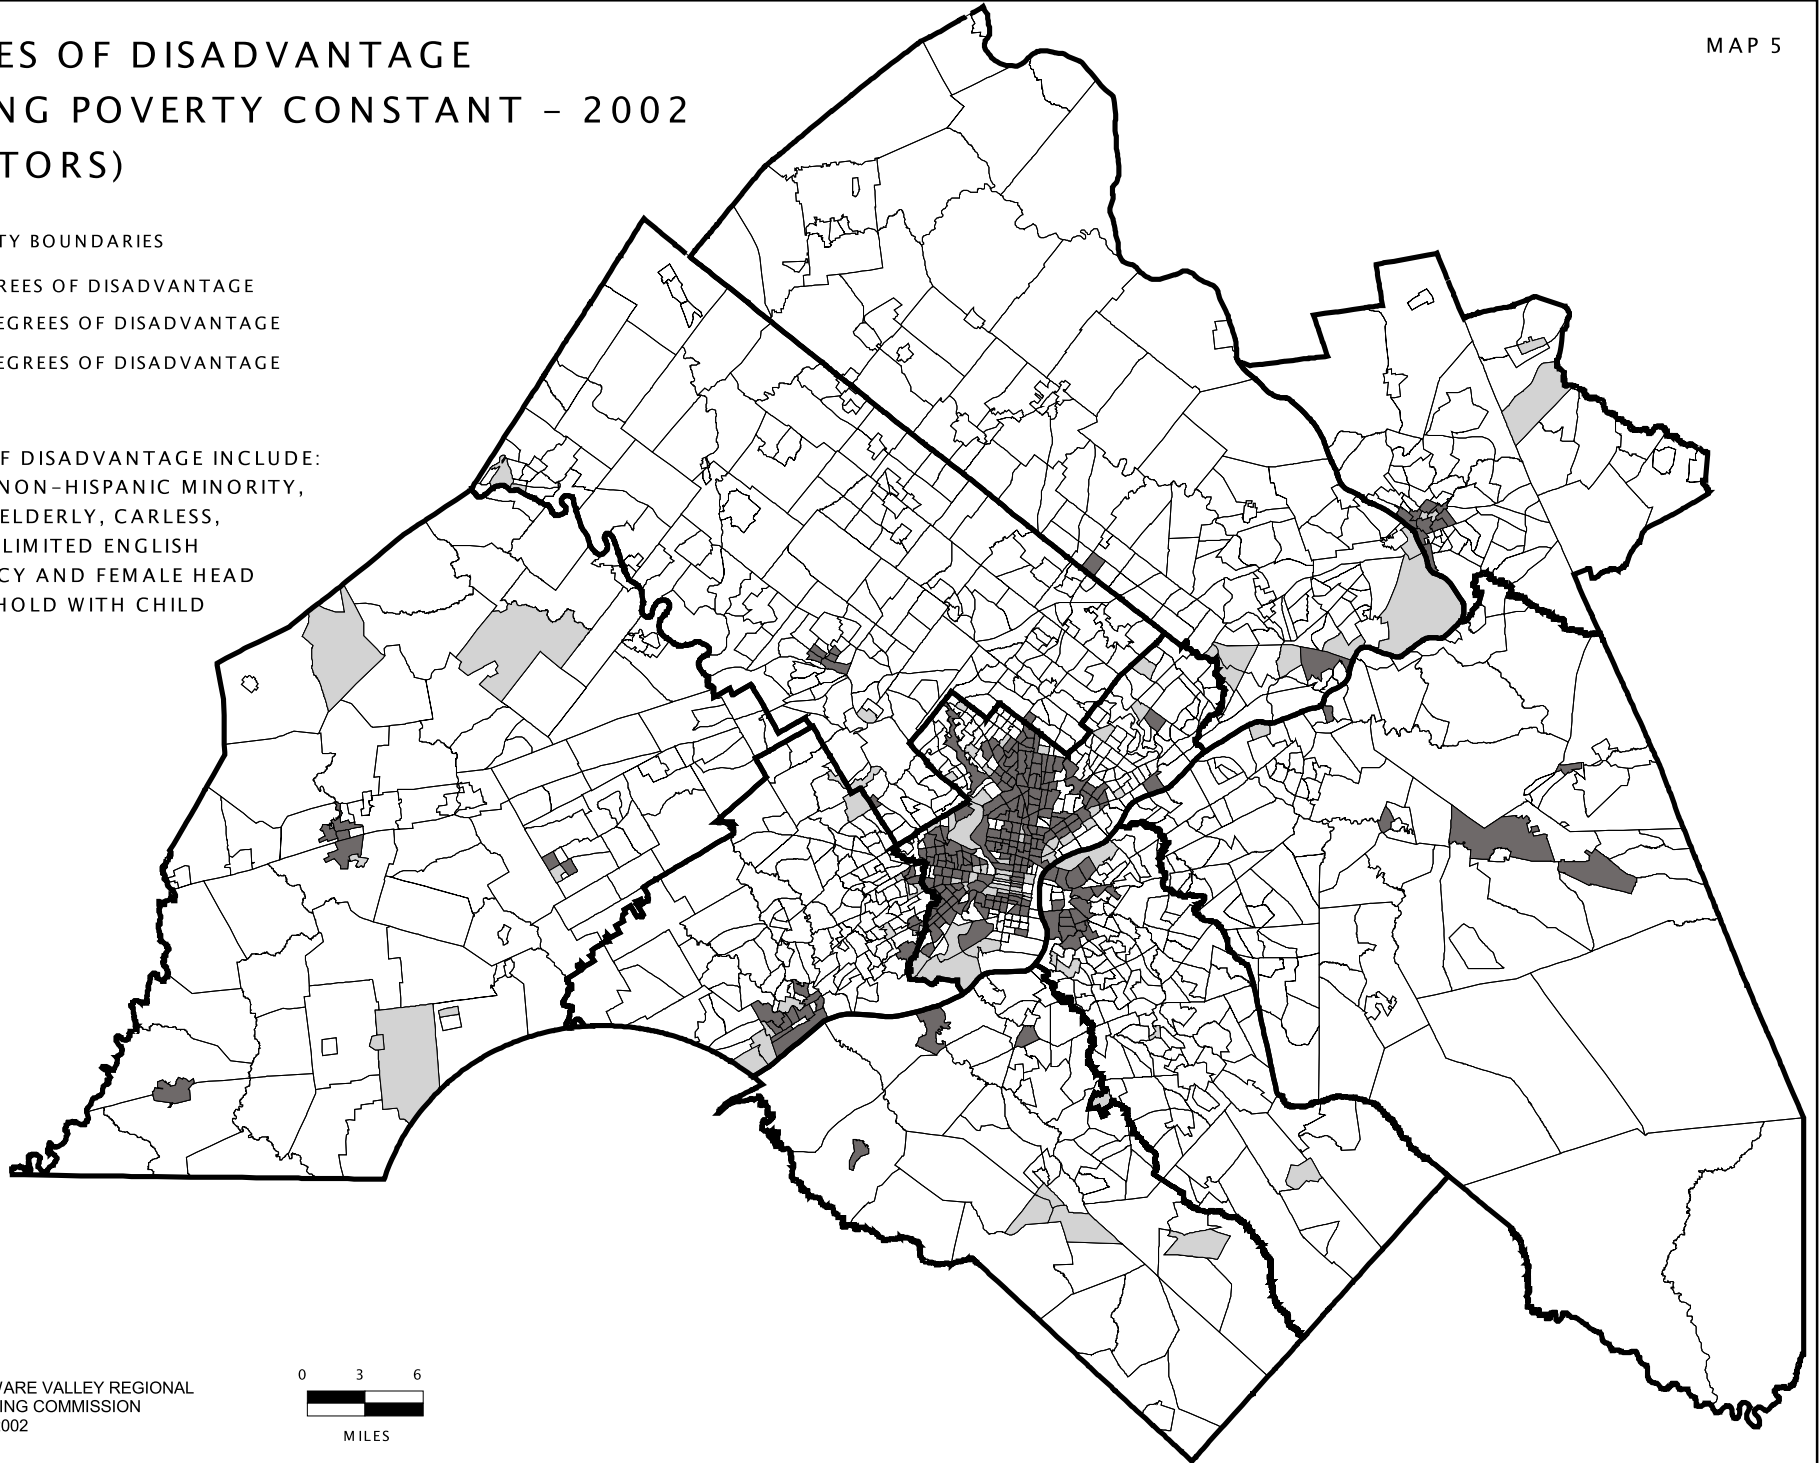 ES OF DISADVANTAGE
NG POVERTY CONSTANT – 2002
TORS)
MAP 5
TY BOUNDARIES
REES OF DISADVANTAGE
EGREES OF DISADVANTAGE
EGREES OF DISADVANTAGE
F DISADVANTAGE INCLUDE:
NON–HISPANIC MINORITY,
ELDERLY, CARLESS,
LIMITED ENGLISH
CY AND FEMALE HEAD
HOLD WITH CHILD
WARE VALLEY REGIONAL
ING COMMISSION
002
0 3 6
MILES